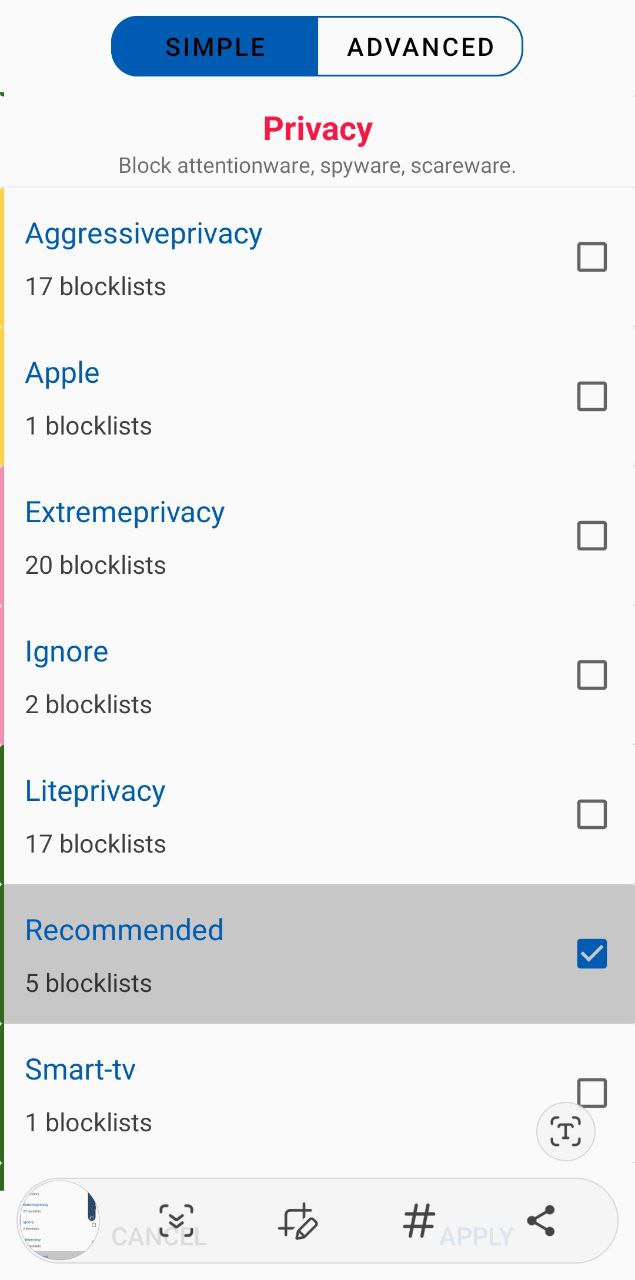 SIMPLE
ADVANCED
Privacy
Block attentionware, spyware, scareware.
Aggressiveprivacy
17 blocklists
Apple
1 blocklists
Extremeprivacy
20 blocklists
Ignore
2 blocklists
Liteprivacy
17 blocklists
Recommended
5 blocklists
Smart-tv
1 blocklists
T
CANCEL
#
APPLY